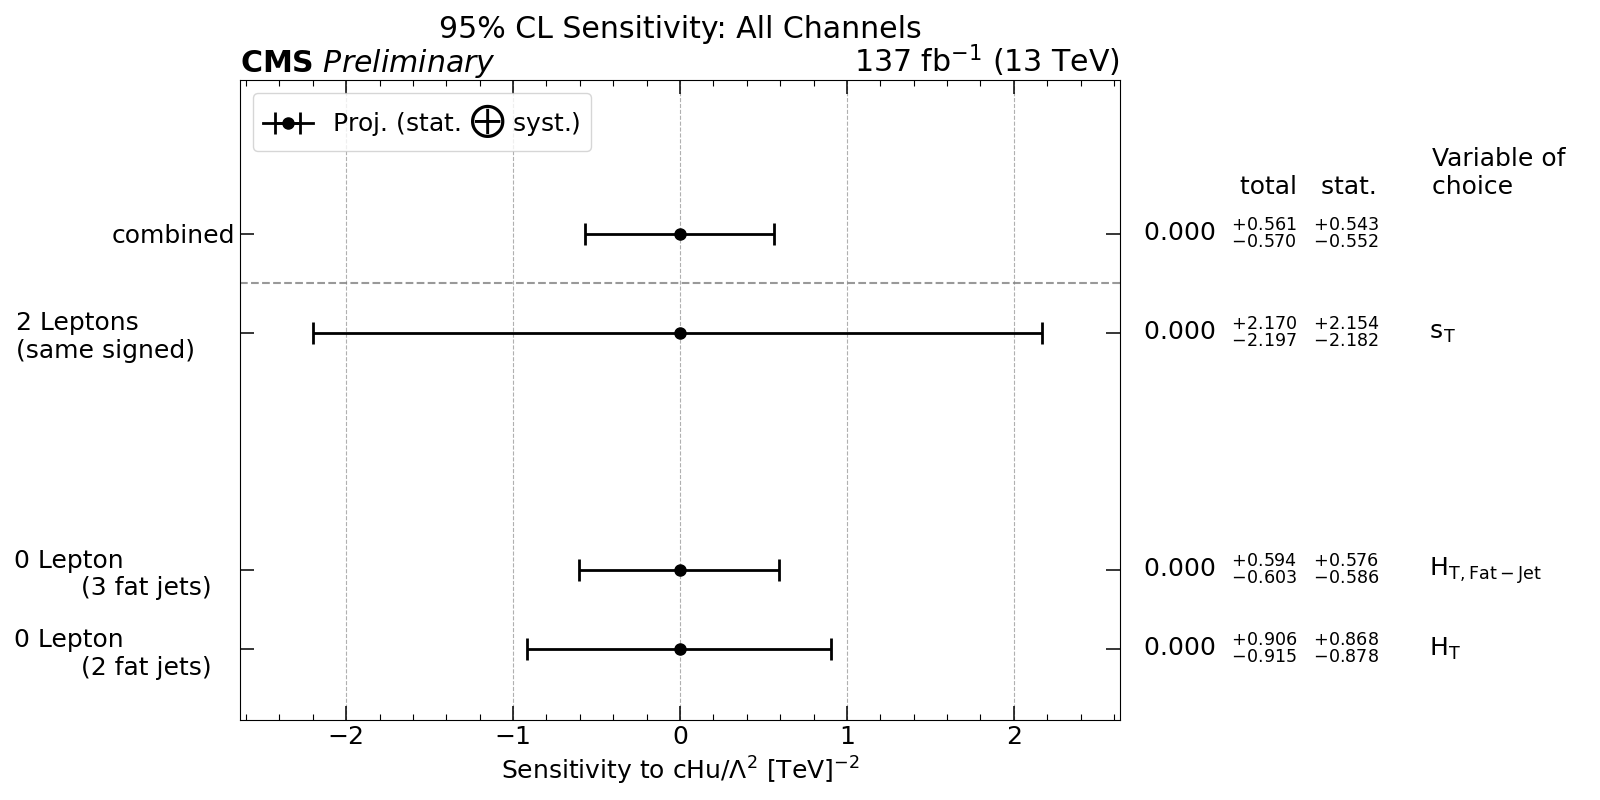 95% CL Sensitivity: All Channels
CMS Preliminary 137 fb⁻¹ (13 TeV)
Proj. (stat. ⊕ syst.)
Variable of
total stat. choice
combined 0.000 +0.561 +0.543
−0.570 −0.552
2 Leptons
(same signed) 0.000 +2.170 +2.154 s_T
−2.197 −2.182
0 Lepton
(3 fat jets) 0.000 +0.594 +0.576 H_T, Fat−Jet
−0.603 −0.586
0 Lepton
(2 fat jets) 0.000 +0.906 +0.868 H_T
−0.915 −0.878
−2 −1 0 1 2
Sensitivity to cHu/Λ² [TeV]⁻²